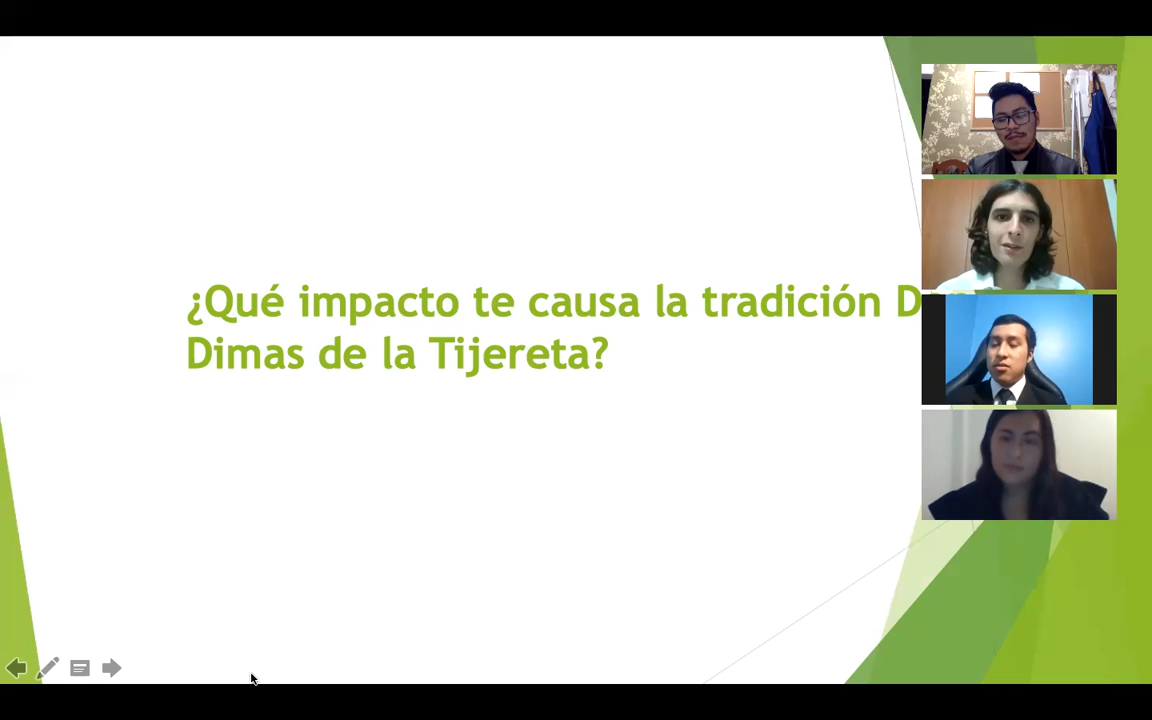 ¿Qué impacto te causa la tradición
Dimas de la Tijereta?